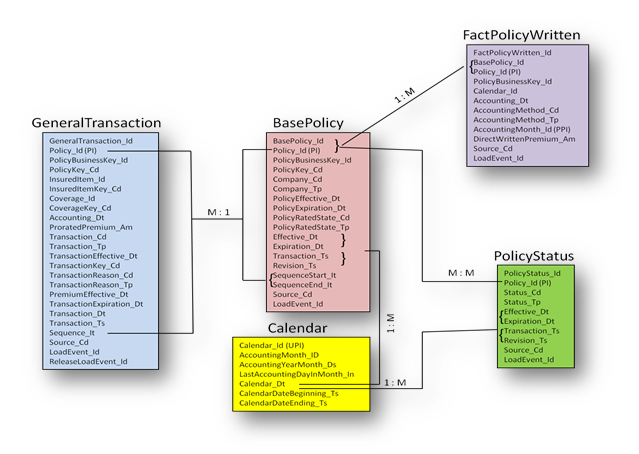 FactPolicyWritten
FactPolicyWritten_Id
BasePolicy_Id
Policy_Id (PI)
PolicyBusinessKey_Id
Calendar_Id
Accounting_Dt
AccountingMethod_Cd
AccountingMethod_Tp
AccountingMonth_Id (PPI)
DirectWrittenPremium_Am
Source_Cd
LoadEvent_Id
GeneralTransaction
GeneralTransaction_Id
Policy_Id (PI)
PolicyBusinessKey_Id
PolicyKey_Cd
InsuredItem_Id
InsuredItemKey_Cd
Coverage_Id
CoverageKey_Cd
Accounting_Dt
ProratedPremium_Am
Transaction_Cd
Transaction_Tp
TransactionEffective_Dt
TransactionKey_Cd
TransactionReason_Cd
TransactionReason_Tp
PremiumEffective_Dt
TransactionExpiration_Dt
Transaction_Dt
Transaction_Ts
Sequence_It
Source_Cd
LoadEvent_Id
ReleaseLoadEvent_Id
BasePolicy
BasePolicy_Id
Policy_Id (PI)
PolicyBusinessKey_Id
PolicyKey_Cd
Company_Cd
Company_Tp
PolicyEffective_Dt
PolicyExpiration_Dt
PolicyRatedState_Cd
PolicyRatedState_Tp
Effective_Dt
Expiration_Dt
Transaction_Ts
Revision_Ts
SequenceStart_It
SequenceEnd_It
Source_Cd
LoadEvent_Id
1 : M
M : 1
M : M
1 : M
1 : M
PolicyStatus
PolicyStatus_Id
Policy_Id (PI)
Status_Cd
Status_Tp
Effective_Dt
Expiration_Dt
Transaction_Ts
Revision_Ts
Source_Cd
LoadEvent_Id
Calendar
Calendar_Id (UPI)
AccountingMonth_ID
AccountingYearMonth_Ds
LastAccountingDayInMonth_In
Calendar_Dt
CalendarDateBeginning_Ts
CalendarDateEnding_Ts